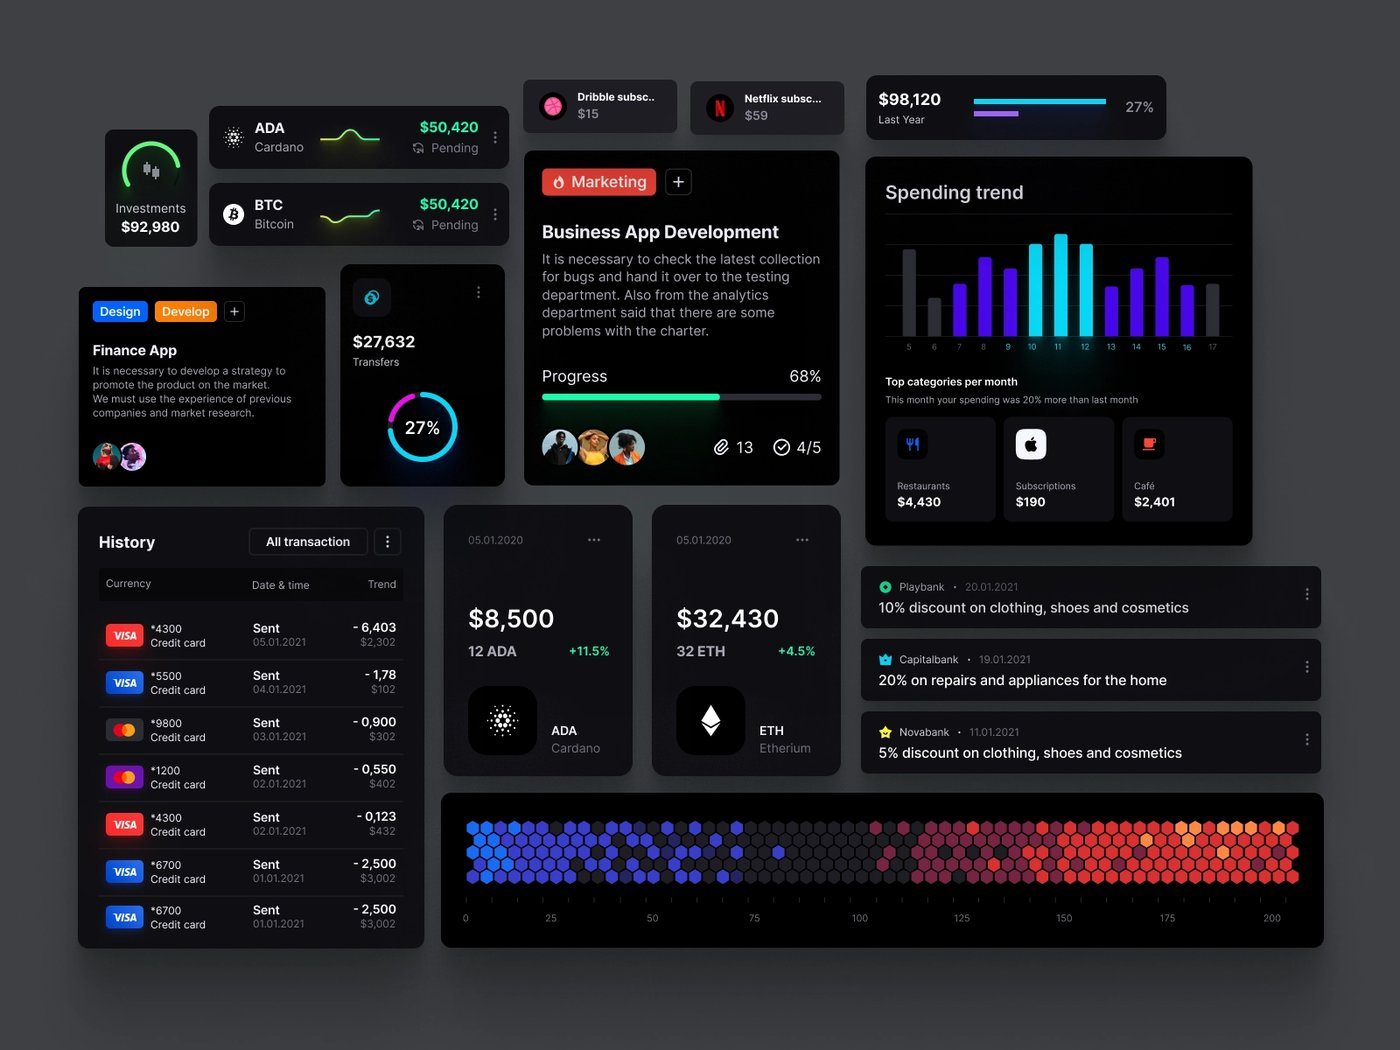 Investments
$92,980
ADA
Cardano
$50,420
Pending
BTC
Bitcoin
$50,420
Pending
Dribble subsc..
$15
Netflix subsc...
$59
$98,120
Last Year
27%
Design
Develop
+
Finance App
It is necessary to develop a strategy to
promote the product on the market.
We must use the experience of previous
companies and market research.
$27,632
Transfers
27%
Marketing
+
Business App Development
It is necessary to check the latest collection
for bugs and hand it over to the testing
department. Also from the analytics
department said that there are some
problems with the charter.
Progress
68%
13
4/5
Spending trend
5 6 7 8 9 10 11 12 13 14 15 16 17
Top categories per month
This month your spending was 20% more than last month
Restaurants
$4,430
Subscriptions
$190
Café
$2,401
History
All transaction
Currency Date & time Trend
VISA *4300 Sent - 6,403
Credit card 05.01.2021 $2,302
VISA *5500 Sent - 1,78
Credit card 04.01.2021 $102
*9800 Sent - 0,900
Credit card 03.01.2021 $302
*1200 Sent - 0,550
Credit card 02.01.2021 $402
VISA *4300 Sent - 0,123
Credit card 02.01.2021 $432
VISA *6700 Sent - 2,500
Credit card 01.01.2021 $3,002
VISA *6700 Sent - 2,500
Credit card 01.01.2021 $3,002
05.01.2020
$8,500
12 ADA +11.5%
ADA
Cardano
05.01.2020
$32,430
32 ETH +4.5%
ETH
Etherium
Playbank • 20.01.2021
10% discount on clothing, shoes and cosmetics
Capitalbank • 19.01.2021
20% on repairs and appliances for the home
Novabank • 11.01.2021
5% discount on clothing, shoes and cosmetics
0 25 50 75 100 125 150 175 200